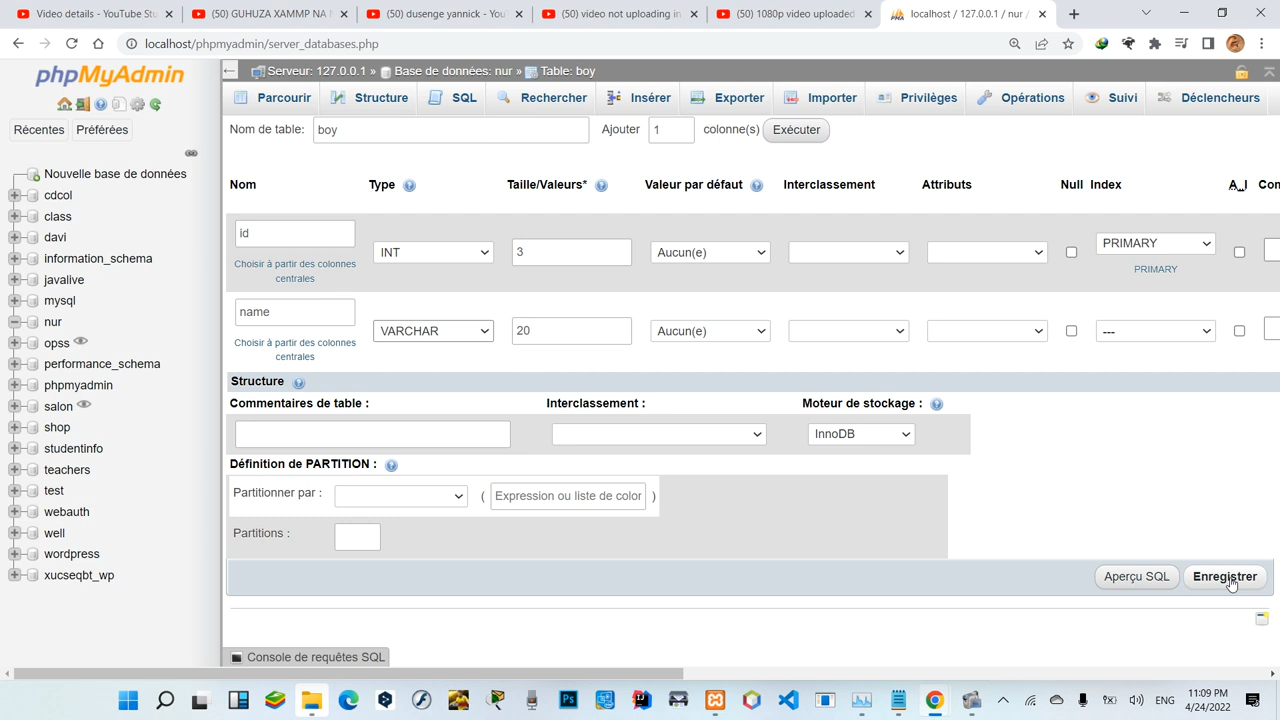 Video details - YouTube Stu
(50) GUHUZA XAMMP NA N
(50) dusenge yannick - You
(50) video not uploading in
(50) 1080p video uploaded
localhost / 127.0.0.1 / nur /
localhost/phpmyadmin/server_databases.php
phpMyAdmin
Récentes
Préférées
Nouvelle base de données
cdcol
class
davi
information_schema
javalive
mysql
nur
opss
performance_schema
phpmyadmin
salon
shop
studentinfo
teachers
test
webauth
well
wordpress
xucseqbt_wp
Serveur: 127.0.0.1 » Base de données: nur » Table: boy
Parcourir Structure SQL Rechercher Insérer Exporter Importer Privilèges Opérations Suivi Déclencheurs
Nom de table: boy Ajouter 1 colonne(s) Exécuter
Nom Type Taille/Valeurs* Valeur par défaut Interclassement Attributs Null Index A_I Con
id INT 3 Aucun(e) PRIMARY
Choisir à partir des colonnes centrales PRIMARY
name VARCHAR 20 Aucun(e) ---
Choisir à partir des colonnes centrales
Structure
Commentaires de table : Interclassement : Moteur de stockage :
InnoDB
Définition de PARTITION :
Partitionner par : ( Expression ou liste de color )
Partitions :
Aperçu SQL Enregistrer
Console de requêtes SQL
ENG
11:09 PM
4/24/2022